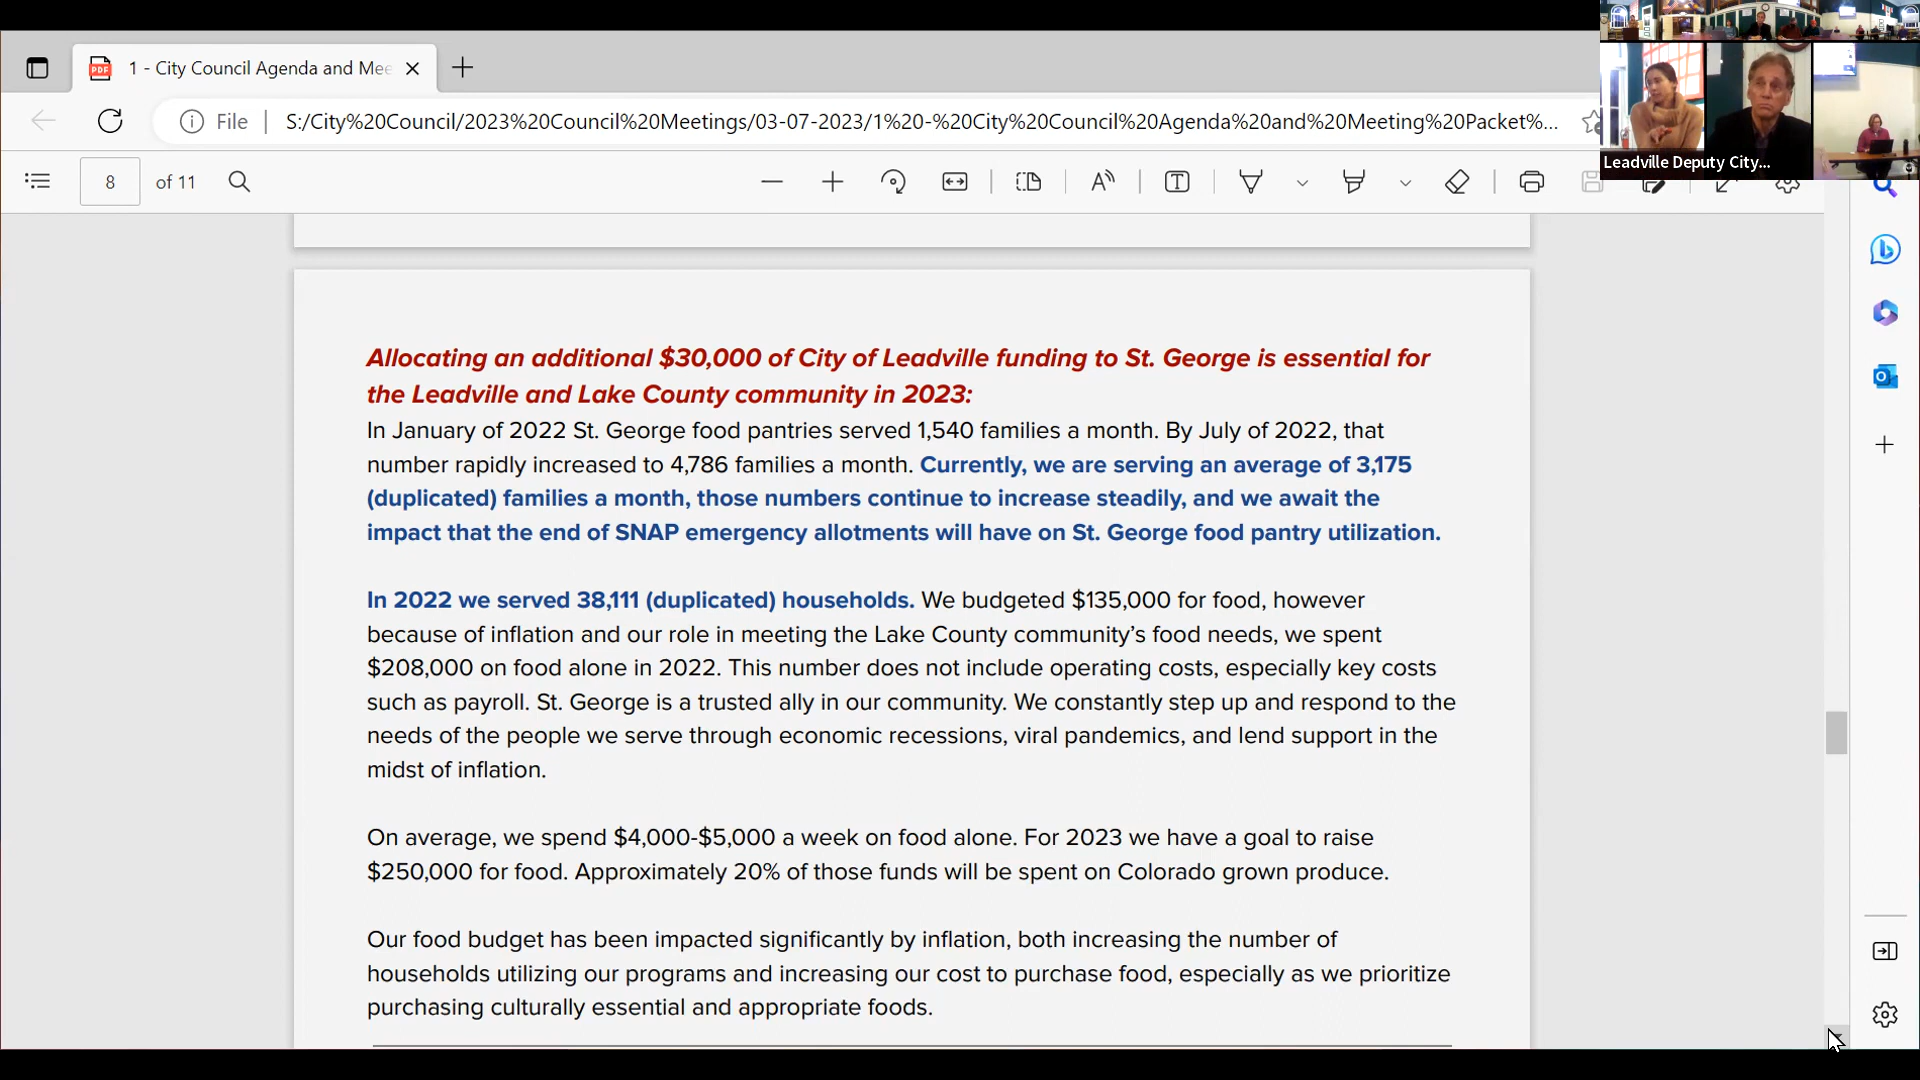 1 - City Council Agenda and Mee
File
S:/City%20Council/2023%20Council%20Meetings/03-07-2023/1%20-%20City%20Council%20Agenda%20and%20Meeting%20Packet%...
Leadville Deputy City...
8 of 11
Allocating an additional $30,000 of City of Leadville funding to St. George is essential for
the Leadville and Lake County community in 2023:
In January of 2022 St. George food pantries served 1,540 families a month. By July of 2022, that
number rapidly increased to 4,786 families a month. Currently, we are serving an average of 3,175
(duplicated) families a month, those numbers continue to increase steadily, and we await the
impact that the end of SNAP emergency allotments will have on St. George food pantry utilization.
In 2022 we served 38,111 (duplicated) households. We budgeted $135,000 for food, however
because of inflation and our role in meeting the Lake County community’s food needs, we spent
$208,000 on food alone in 2022. This number does not include operating costs, especially key costs
such as payroll. St. George is a trusted ally in our community. We constantly step up and respond to the
needs of the people we serve through economic recessions, viral pandemics, and lend support in the
midst of inflation.
On average, we spend $4,000-$5,000 a week on food alone. For 2023 we have a goal to raise
$250,000 for food. Approximately 20% of those funds will be spent on Colorado grown produce.
Our food budget has been impacted significantly by inflation, both increasing the number of
households utilizing our programs and increasing our cost to purchase food, especially as we prioritize
purchasing culturally essential and appropriate foods.